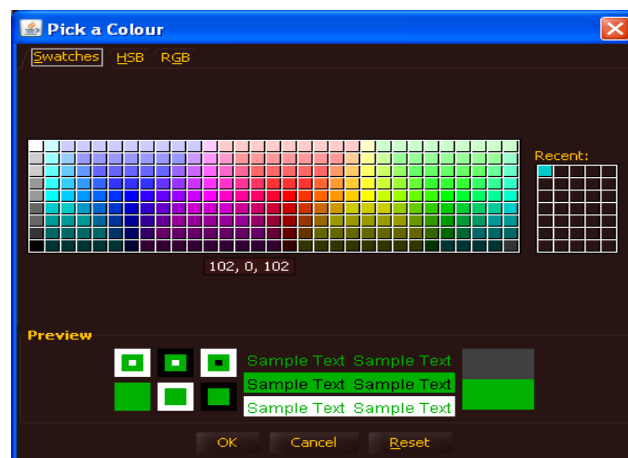 Pick a Colour
Swatches HSB RGB
Recent:
102, 0, 102
Preview
Sample Text Sample Text
Sample Text Sample Text
Sample Text Sample Text
OK Cancel Reset